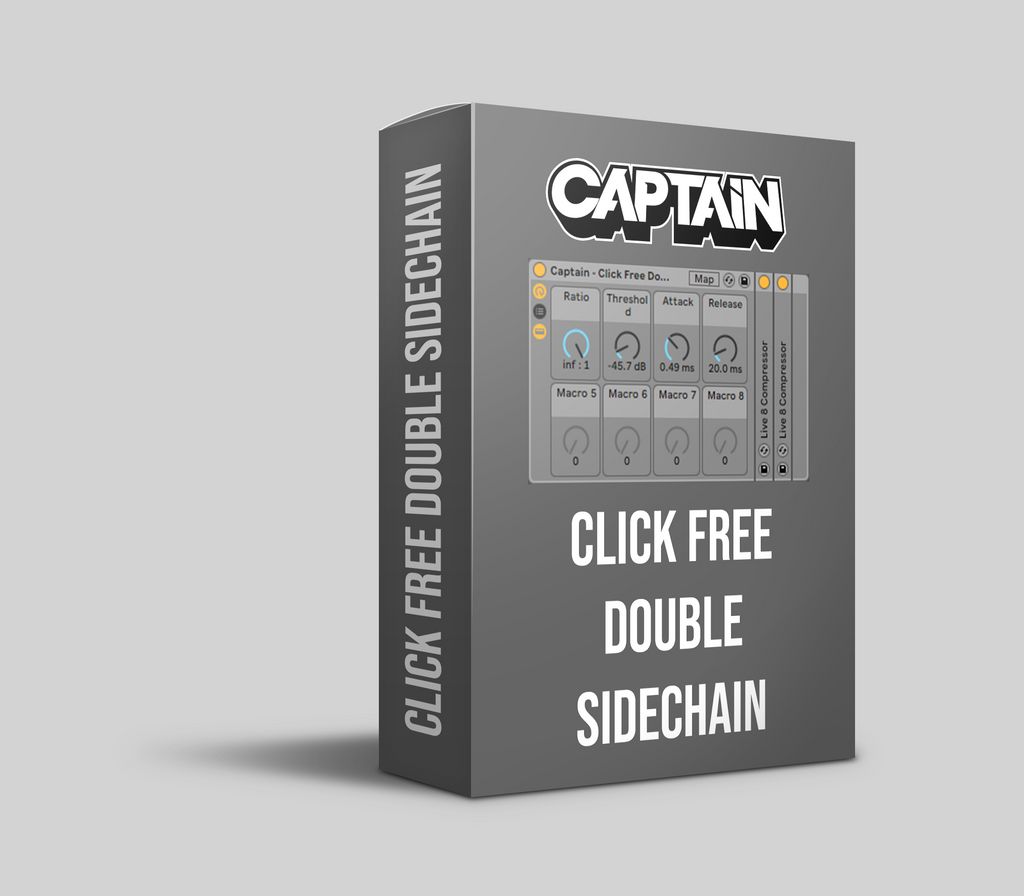 CLICK FREE DOUBLE SIDECHAIN
CAPTAIN
Captain - Click Free Do... Map
Ratio Threshol d Attack Release
inf : 1 -45.7 dB 0.49 ms 20.0 ms
Macro 5 Macro 6 Macro 7 Macro 8
0 0 0 0
Live 8 Compressor
Live 8 Compressor
CLICK FREE
DOUBLE
SIDECHAIN